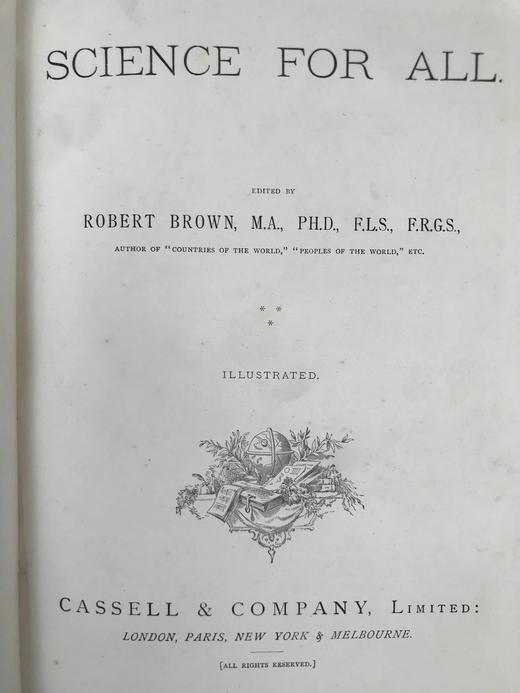 SCIENCE FOR ALL.
EDITED BY
ROBERT BROWN, M.A., PH.D., F.L.S., F.R.G.S.,
AUTHOR OF "COUNTRIES OF THE WORLD," "PEOPLES OF THE WORLD," ETC.
* *
*
ILLUSTRATED.
CASSELL & COMPANY, LIMITED:
LONDON, PARIS, NEW YORK & MELBOURNE.
[ALL RIGHTS RESERVED.]